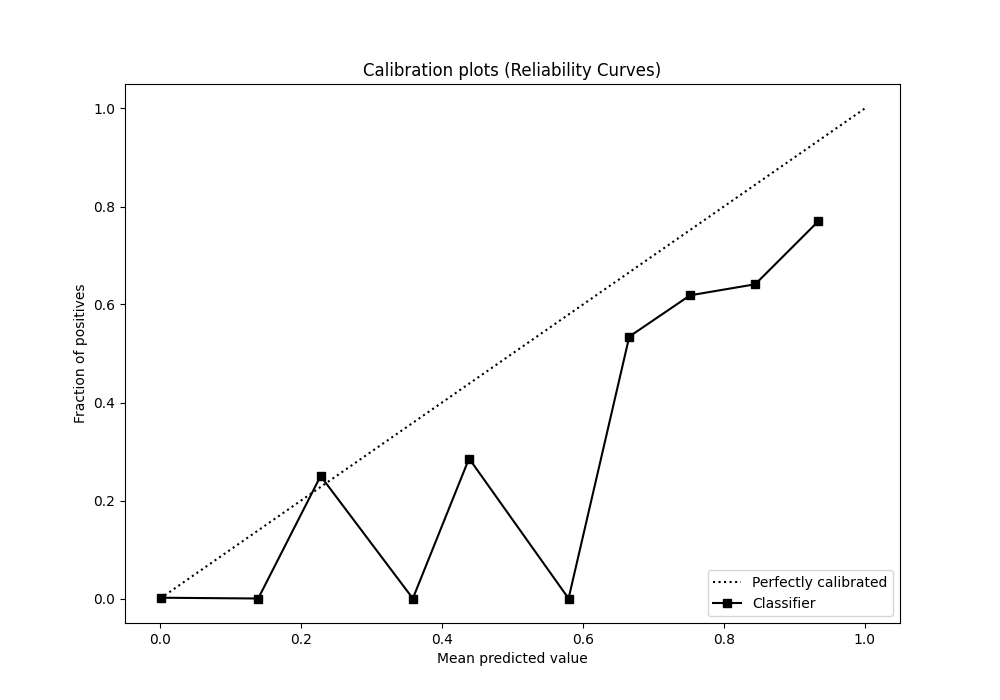 Calibration plots (Reliability Curves)
1.0
0.8
0.6
0.4
0.2
0.0
Fraction of positives
Perfectly calibrated
Classifier
0.0 0.2 0.4 0.6 0.8 1.0
Mean predicted value